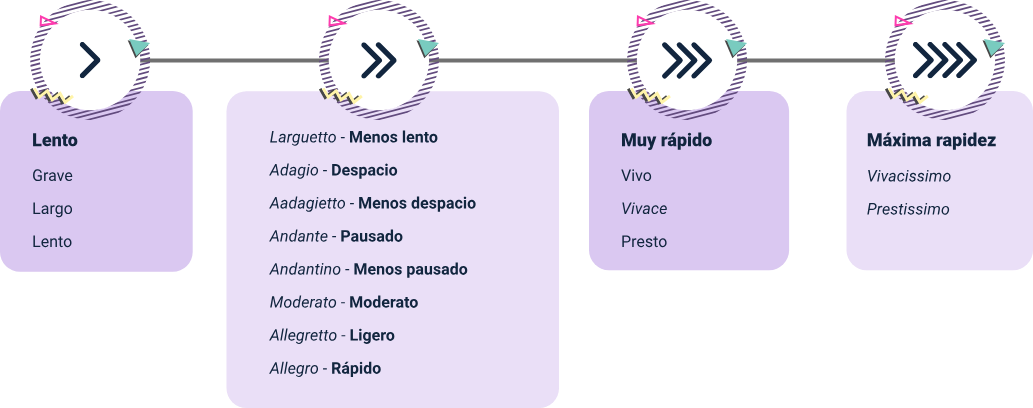 Lento
Grave
Largo
Lento
Larguetto - Menos lento
Adagio - Despacio
Aadagietto - Menos despacio
Andante - Pausado
Andantino - Menos pausado
Moderato - Moderato
Allegretto - Ligero
Allegro - Rápido
Muy rápido
Vivo
Vivace
Presto
Máxima rapidez
Vivacissimo
Prestissimo